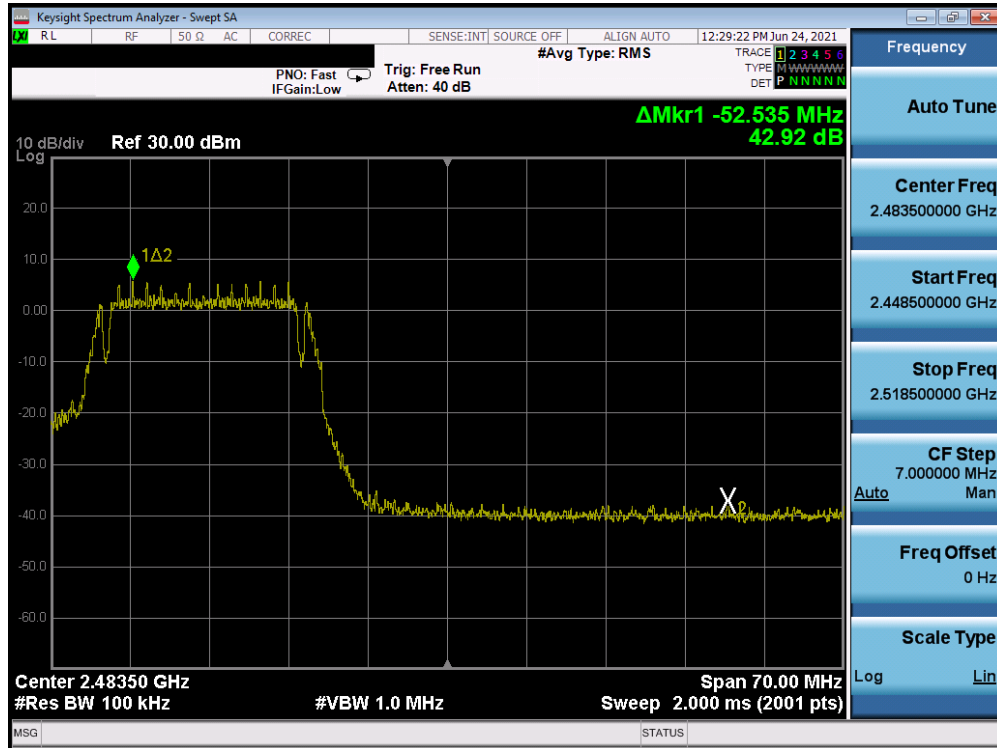 Keysight Spectrum Analyzer - Swept SA
LXI RL RF 50 Ω AC CORREC SENSE:INT SOURCE OFF ALIGN AUTO 12:29:22 PM Jun 24, 2021
#Avg Type: RMS TRACE 1 2 3 4 5 6
PNO: Fast Trig: Free Run TYPE M WWWWW
IFGain:Low Atten: 40 dB DET P N N N N N
ΔMkr1 -52.535 MHz
10 dB/div Ref 30.00 dBm 42.92 dB
Log
20.0
10.0
1Δ2
0.00
-10.0
-20.0
-30.0
-40.0
X2
-50.0
-60.0
Center 2.48350 GHz Span 70.00 MHz
#Res BW 100 kHz #VBW 1.0 MHz Sweep 2.000 ms (2001 pts)
MSG STATUS
Frequency
Auto Tune
Center Freq
2.483500000 GHz
Start Freq
2.448500000 GHz
Stop Freq
2.518500000 GHz
CF Step
7.000000 MHz
Auto Man
Freq Offset
0 Hz
Scale Type
Log Lin